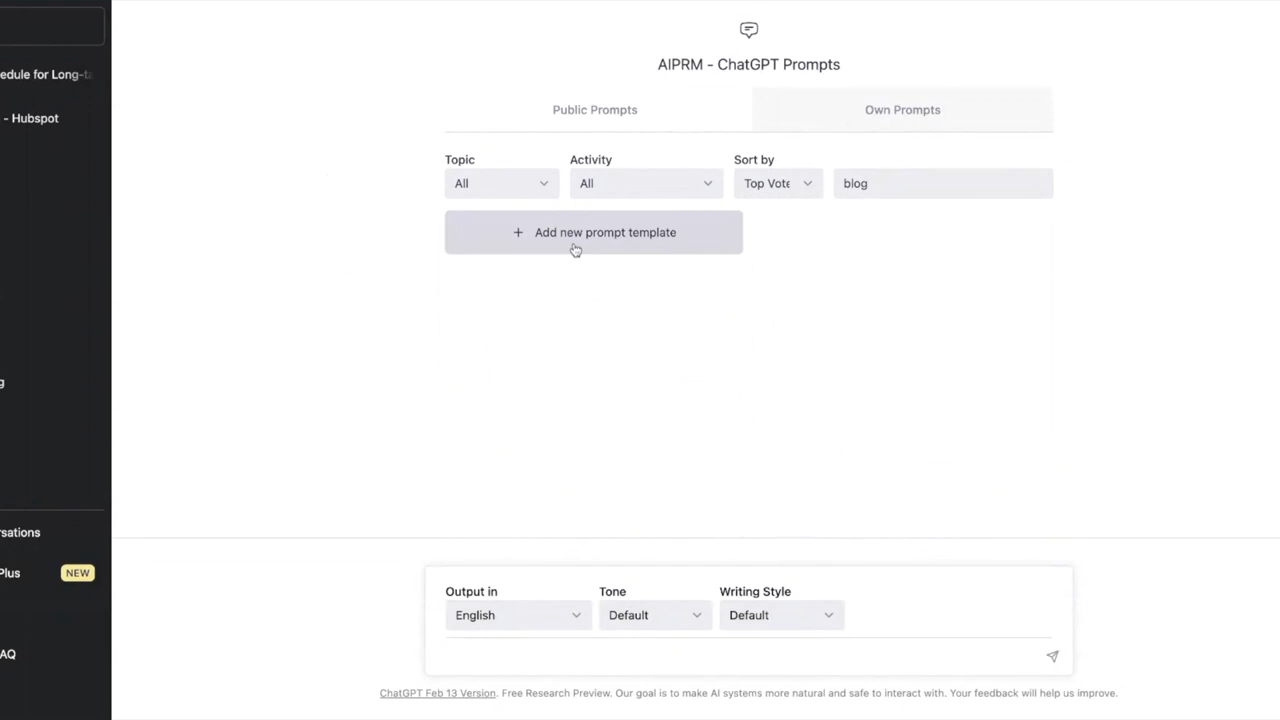 AIPRM - ChatGPT Prompts
Public Prompts
Own Prompts
Topic
Activity
Sort by
All
All
Top Vote
blog
+ Add new prompt template
edule for Long-ta
- Hubspot
g
rsations
Plus
NEW
AQ
Output in
Tone
Writing Style
English
Default
Default
ChatGPT Feb 13 Version. Free Research Preview. Our goal is to make AI systems more natural and safe to interact with. Your feedback will help us improve.